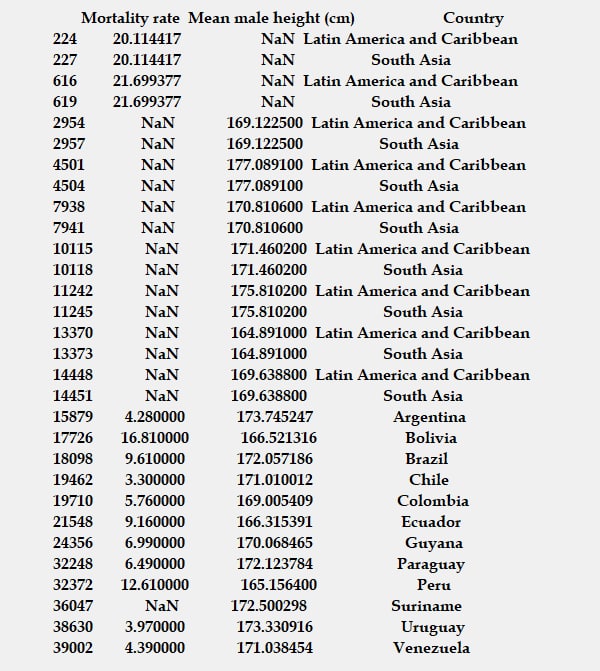 Mortality rate Mean male height (cm) Country
224 20.114417 NaN Latin America and Caribbean
227 20.114417 NaN South Asia
616 21.699377 NaN Latin America and Caribbean
619 21.699377 NaN South Asia
2954 NaN 169.122500 Latin America and Caribbean
2957 NaN 169.122500 South Asia
4501 NaN 177.089100 Latin America and Caribbean
4504 NaN 177.089100 South Asia
7938 NaN 170.810600 Latin America and Caribbean
7941 NaN 170.810600 South Asia
10115 NaN 171.460200 Latin America and Caribbean
10118 NaN 171.460200 South Asia
11242 NaN 175.810200 Latin America and Caribbean
11245 NaN 175.810200 South Asia
13370 NaN 164.891000 Latin America and Caribbean
13373 NaN 164.891000 South Asia
14448 NaN 169.638800 Latin America and Caribbean
14451 NaN 169.638800 South Asia
15879 4.280000 173.745247 Argentina
17726 16.810000 166.521316 Bolivia
18098 9.610000 172.057186 Brazil
19462 3.300000 171.010012 Chile
19710 5.760000 169.005409 Colombia
21548 9.160000 166.315391 Ecuador
24356 6.990000 170.068465 Guyana
32248 6.490000 172.123784 Paraguay
32372 12.610000 165.156400 Peru
36047 NaN 172.500298 Suriname
38630 3.970000 173.330916 Uruguay
39002 4.390000 171.038454 Venezuela